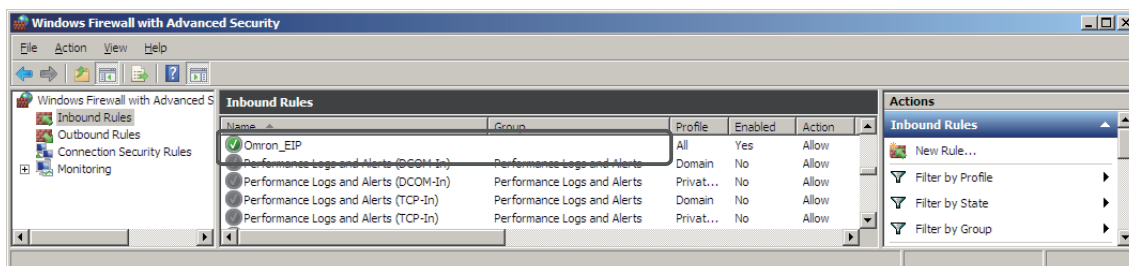 Windows Firewall with Advanced Security
File Action View Help
Windows Firewall with Advanced S
Inbound Rules
Outbound Rules
Connection Security Rules
Monitoring
Inbound Rules
Name Group Profile Enabled Action
Omron_EIP All Yes Allow
Performance Logs and Alerts (DCOM-In) Performance Logs and Alerts Domain No Allow
Performance Logs and Alerts (DCOM-In) Performance Logs and Alerts Privat... No Allow
Performance Logs and Alerts (TCP-In) Performance Logs and Alerts Domain No Allow
Performance Logs and Alerts (TCP-In) Performance Logs and Alerts Privat... No Allow
Actions
Inbound Rules
New Rule...
Filter by Profile
Filter by State
Filter by Group